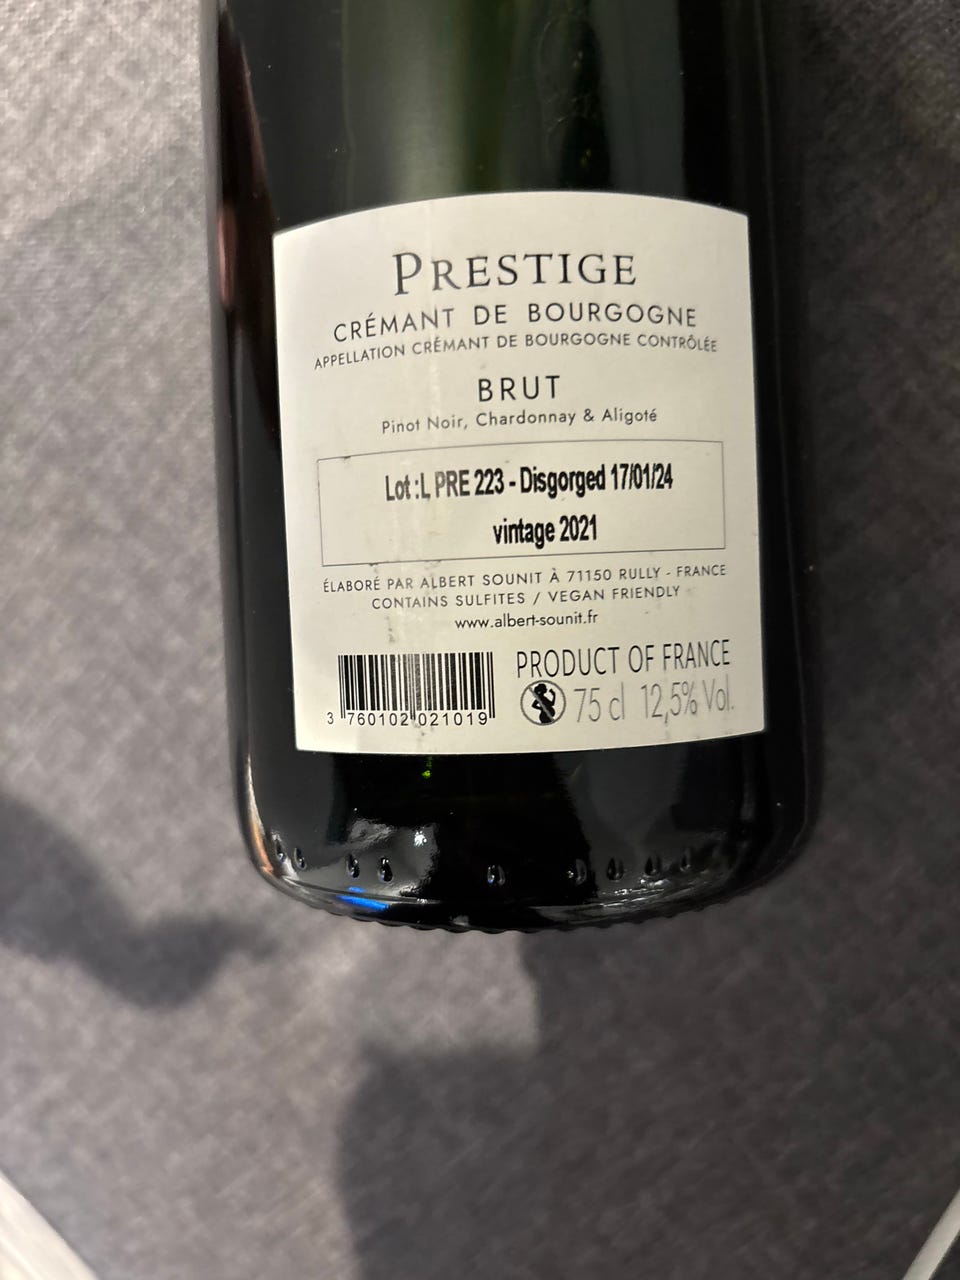 PRESTIGE
CRÉMANT DE BOURGOGNE
APPELLATION CRÉMANT DE BOURGOGNE CONTRÔLÉE
BRUT
Pinot Noir, Chardonnay & Aligoté
Lot :L PRE 223 - Disgorged 17/01/24
vintage 2021
ÉLABORÉ PAR ALBERT SOUNIT À 71150 RULLY - FRANCE
CONTAINS SULFITES / VEGAN FRIENDLY
www.albert-sounit.fr
PRODUCT OF FRANCE
75 cl 12,5% Vol.
3 760102 021019